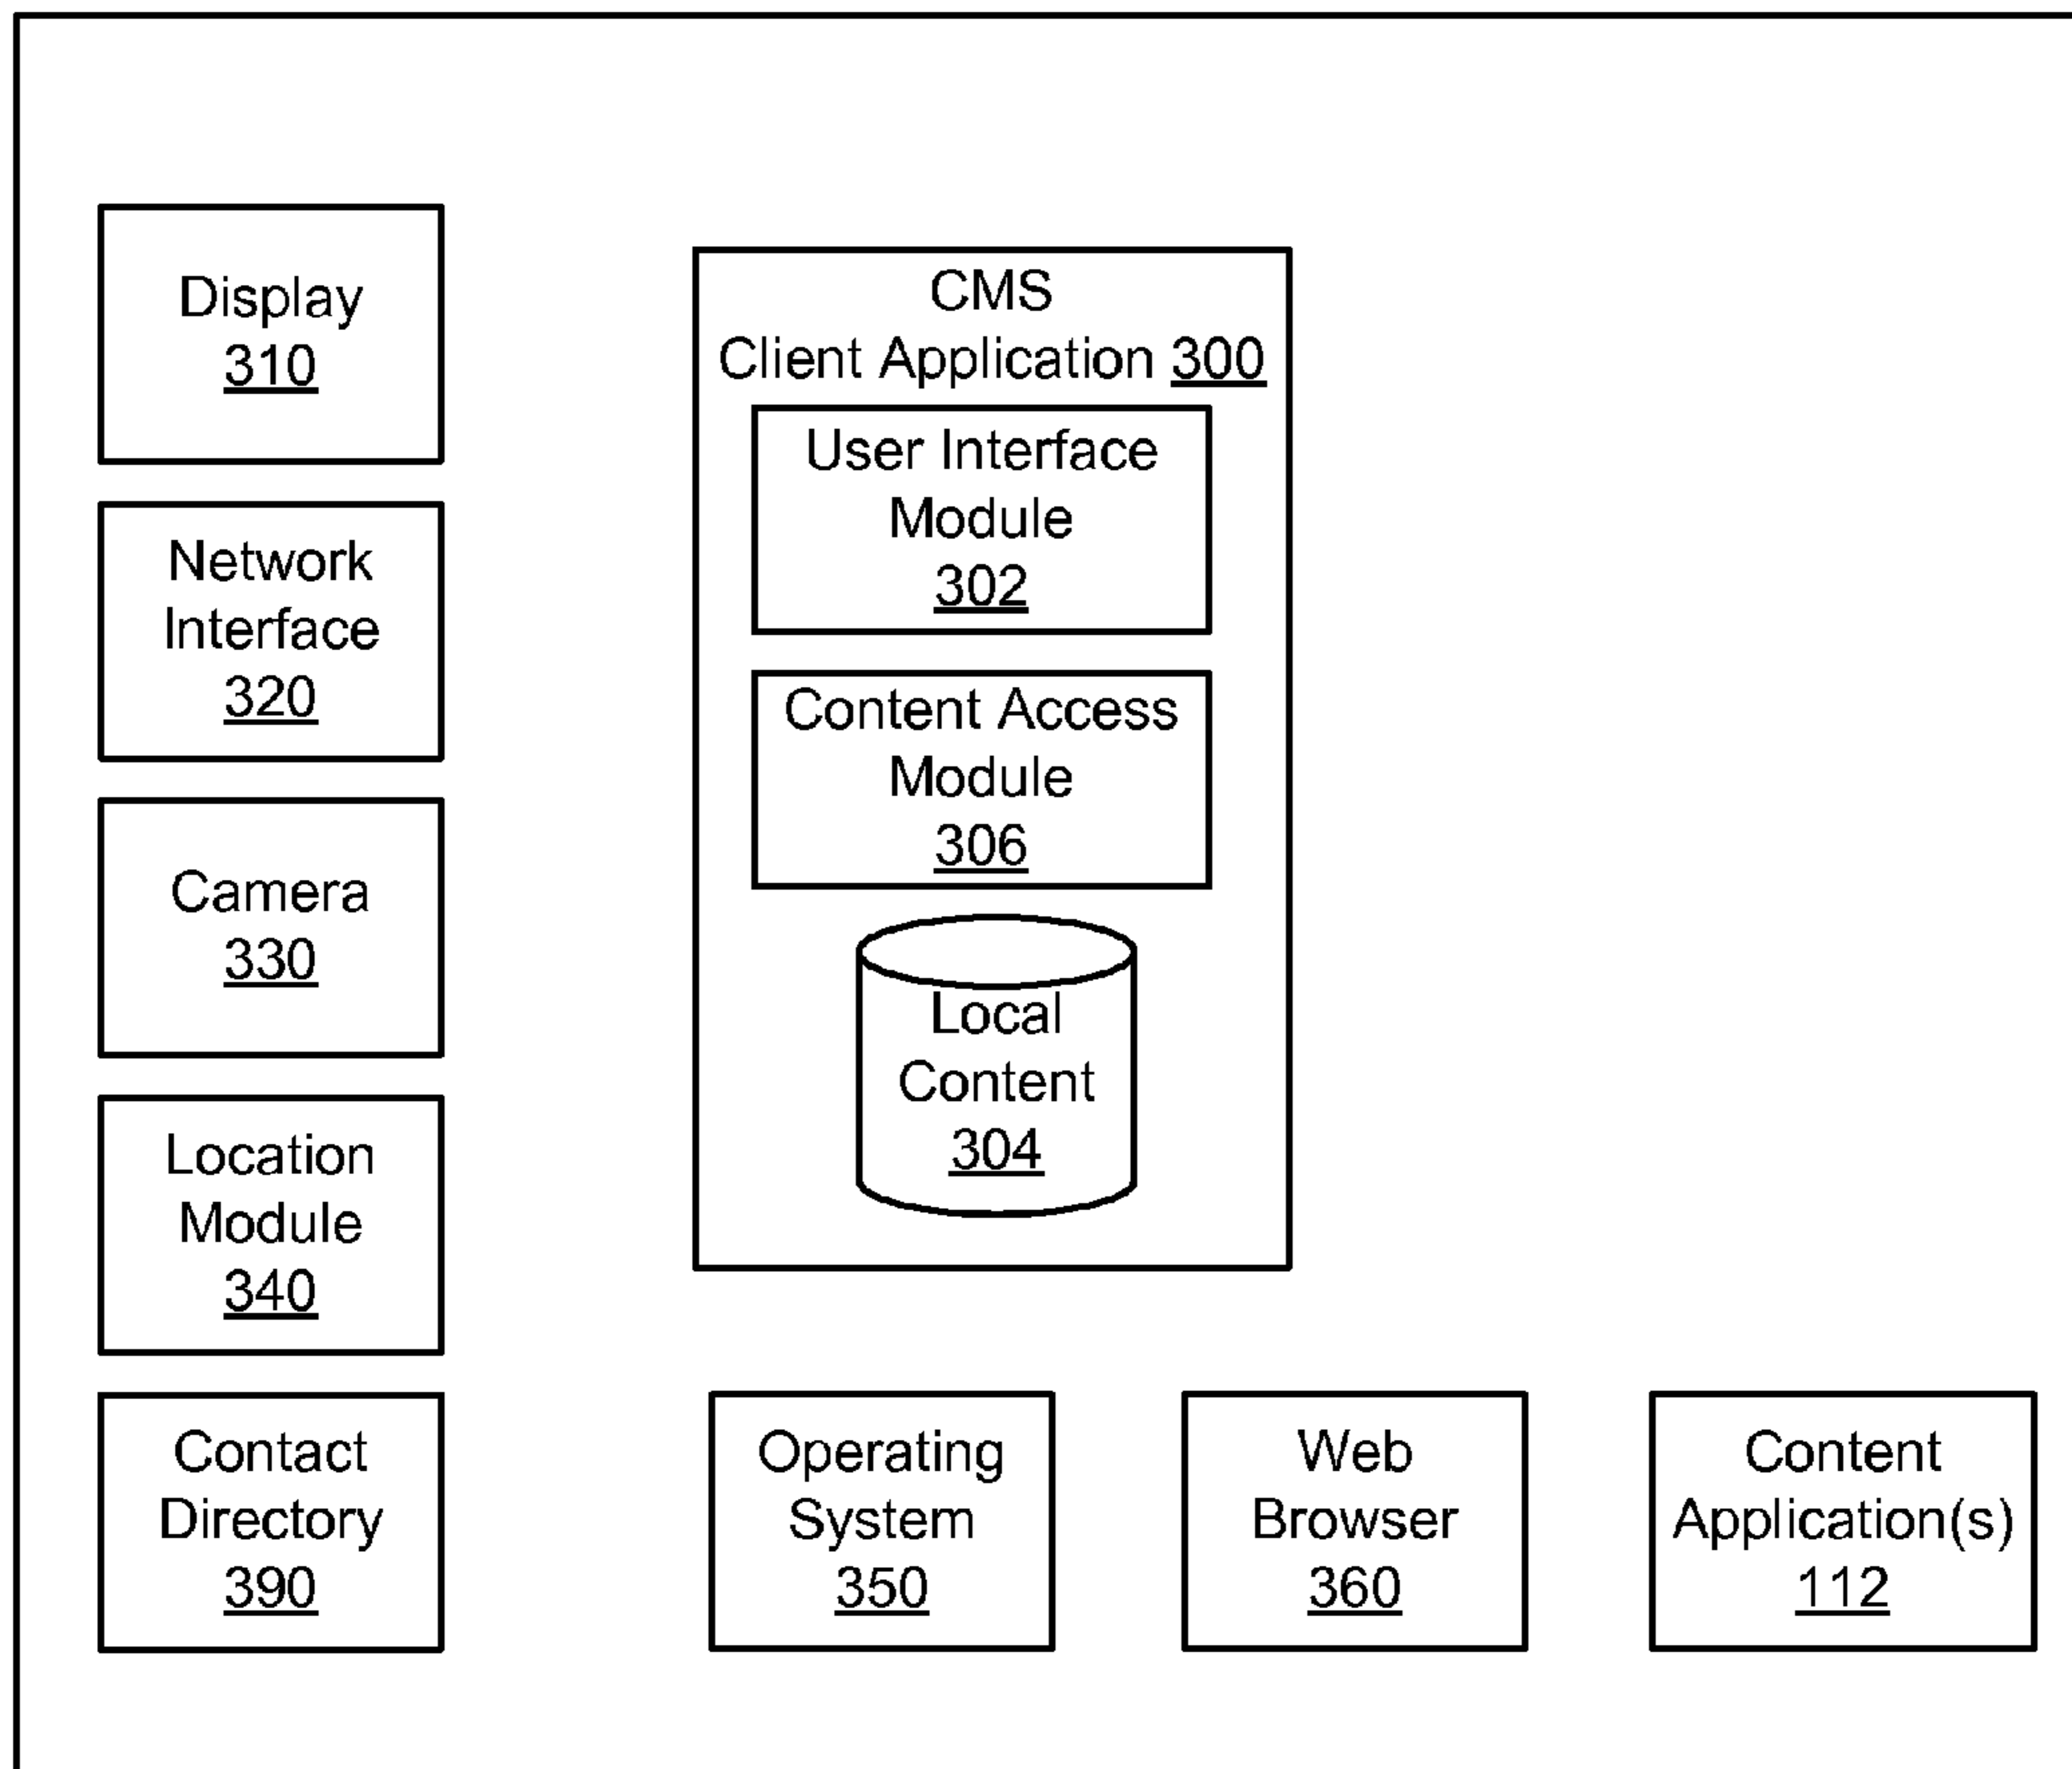 Display
310
Network
Interface
320
Camera
330
Location
Module
340
Contact
Directory
390
CMS
Client Application 300
User Interface
Module
302
Content Access
Module
306
Local
Content
304
Operating
System
350
Web
Browser
360
Content
Application(s)
112